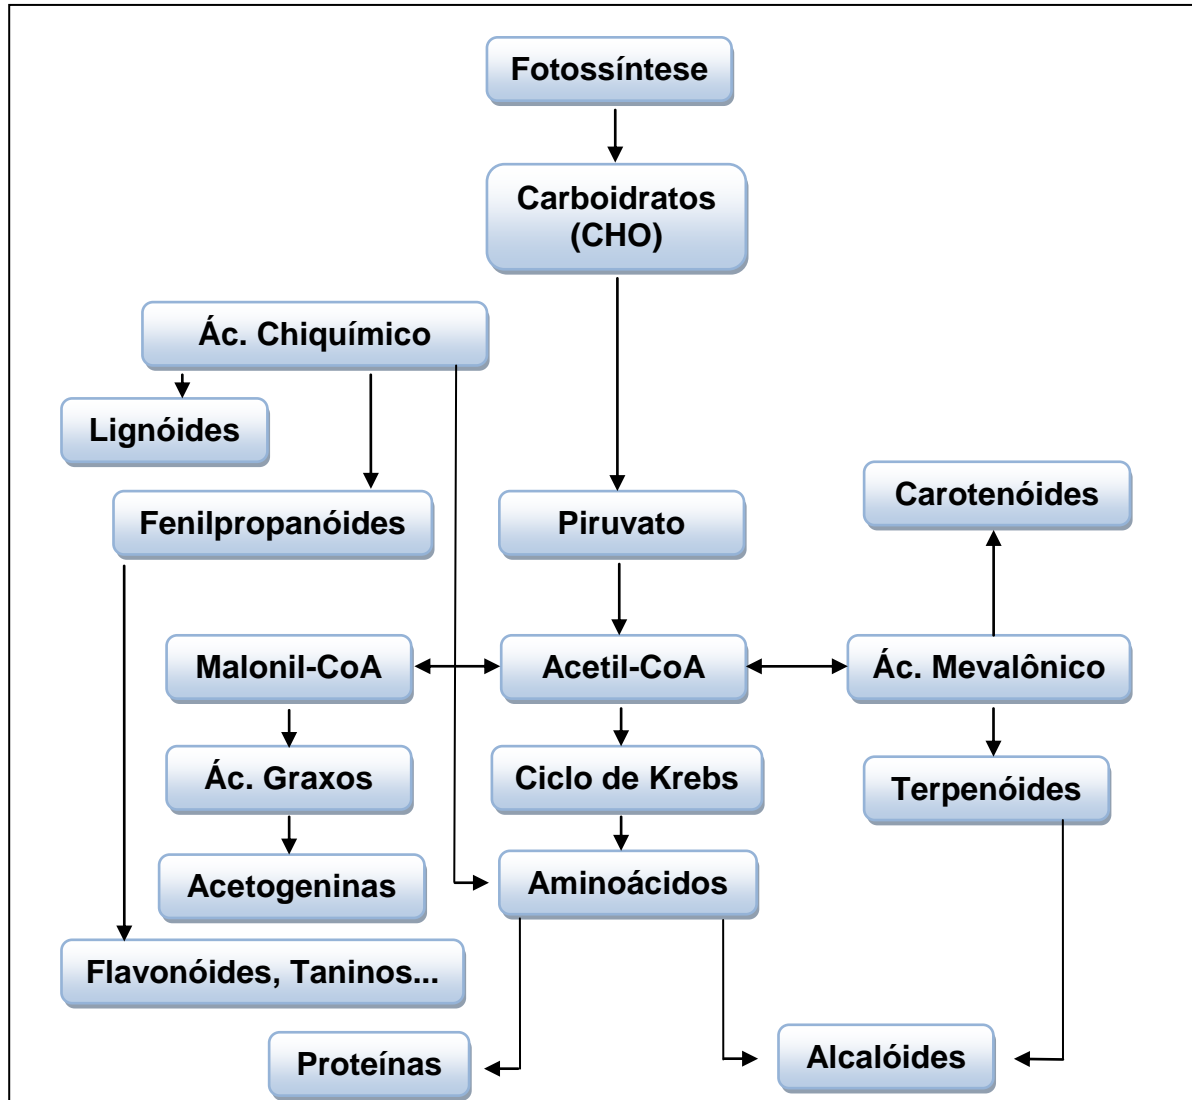 Fotossíntese
Carboidratos
(CHO)
Ác. Chiquímico
Lignóides
Carotenóides
Fenilpropanóides
Piruvato
Malonil-CoA
Acetil-CoA
Ác. Mevalônico
Ác. Graxos
Ciclo de Krebs
Terpenóides
Acetogeninas
Aminoácidos
Flavonóides, Taninos...
Proteínas
Alcalóides